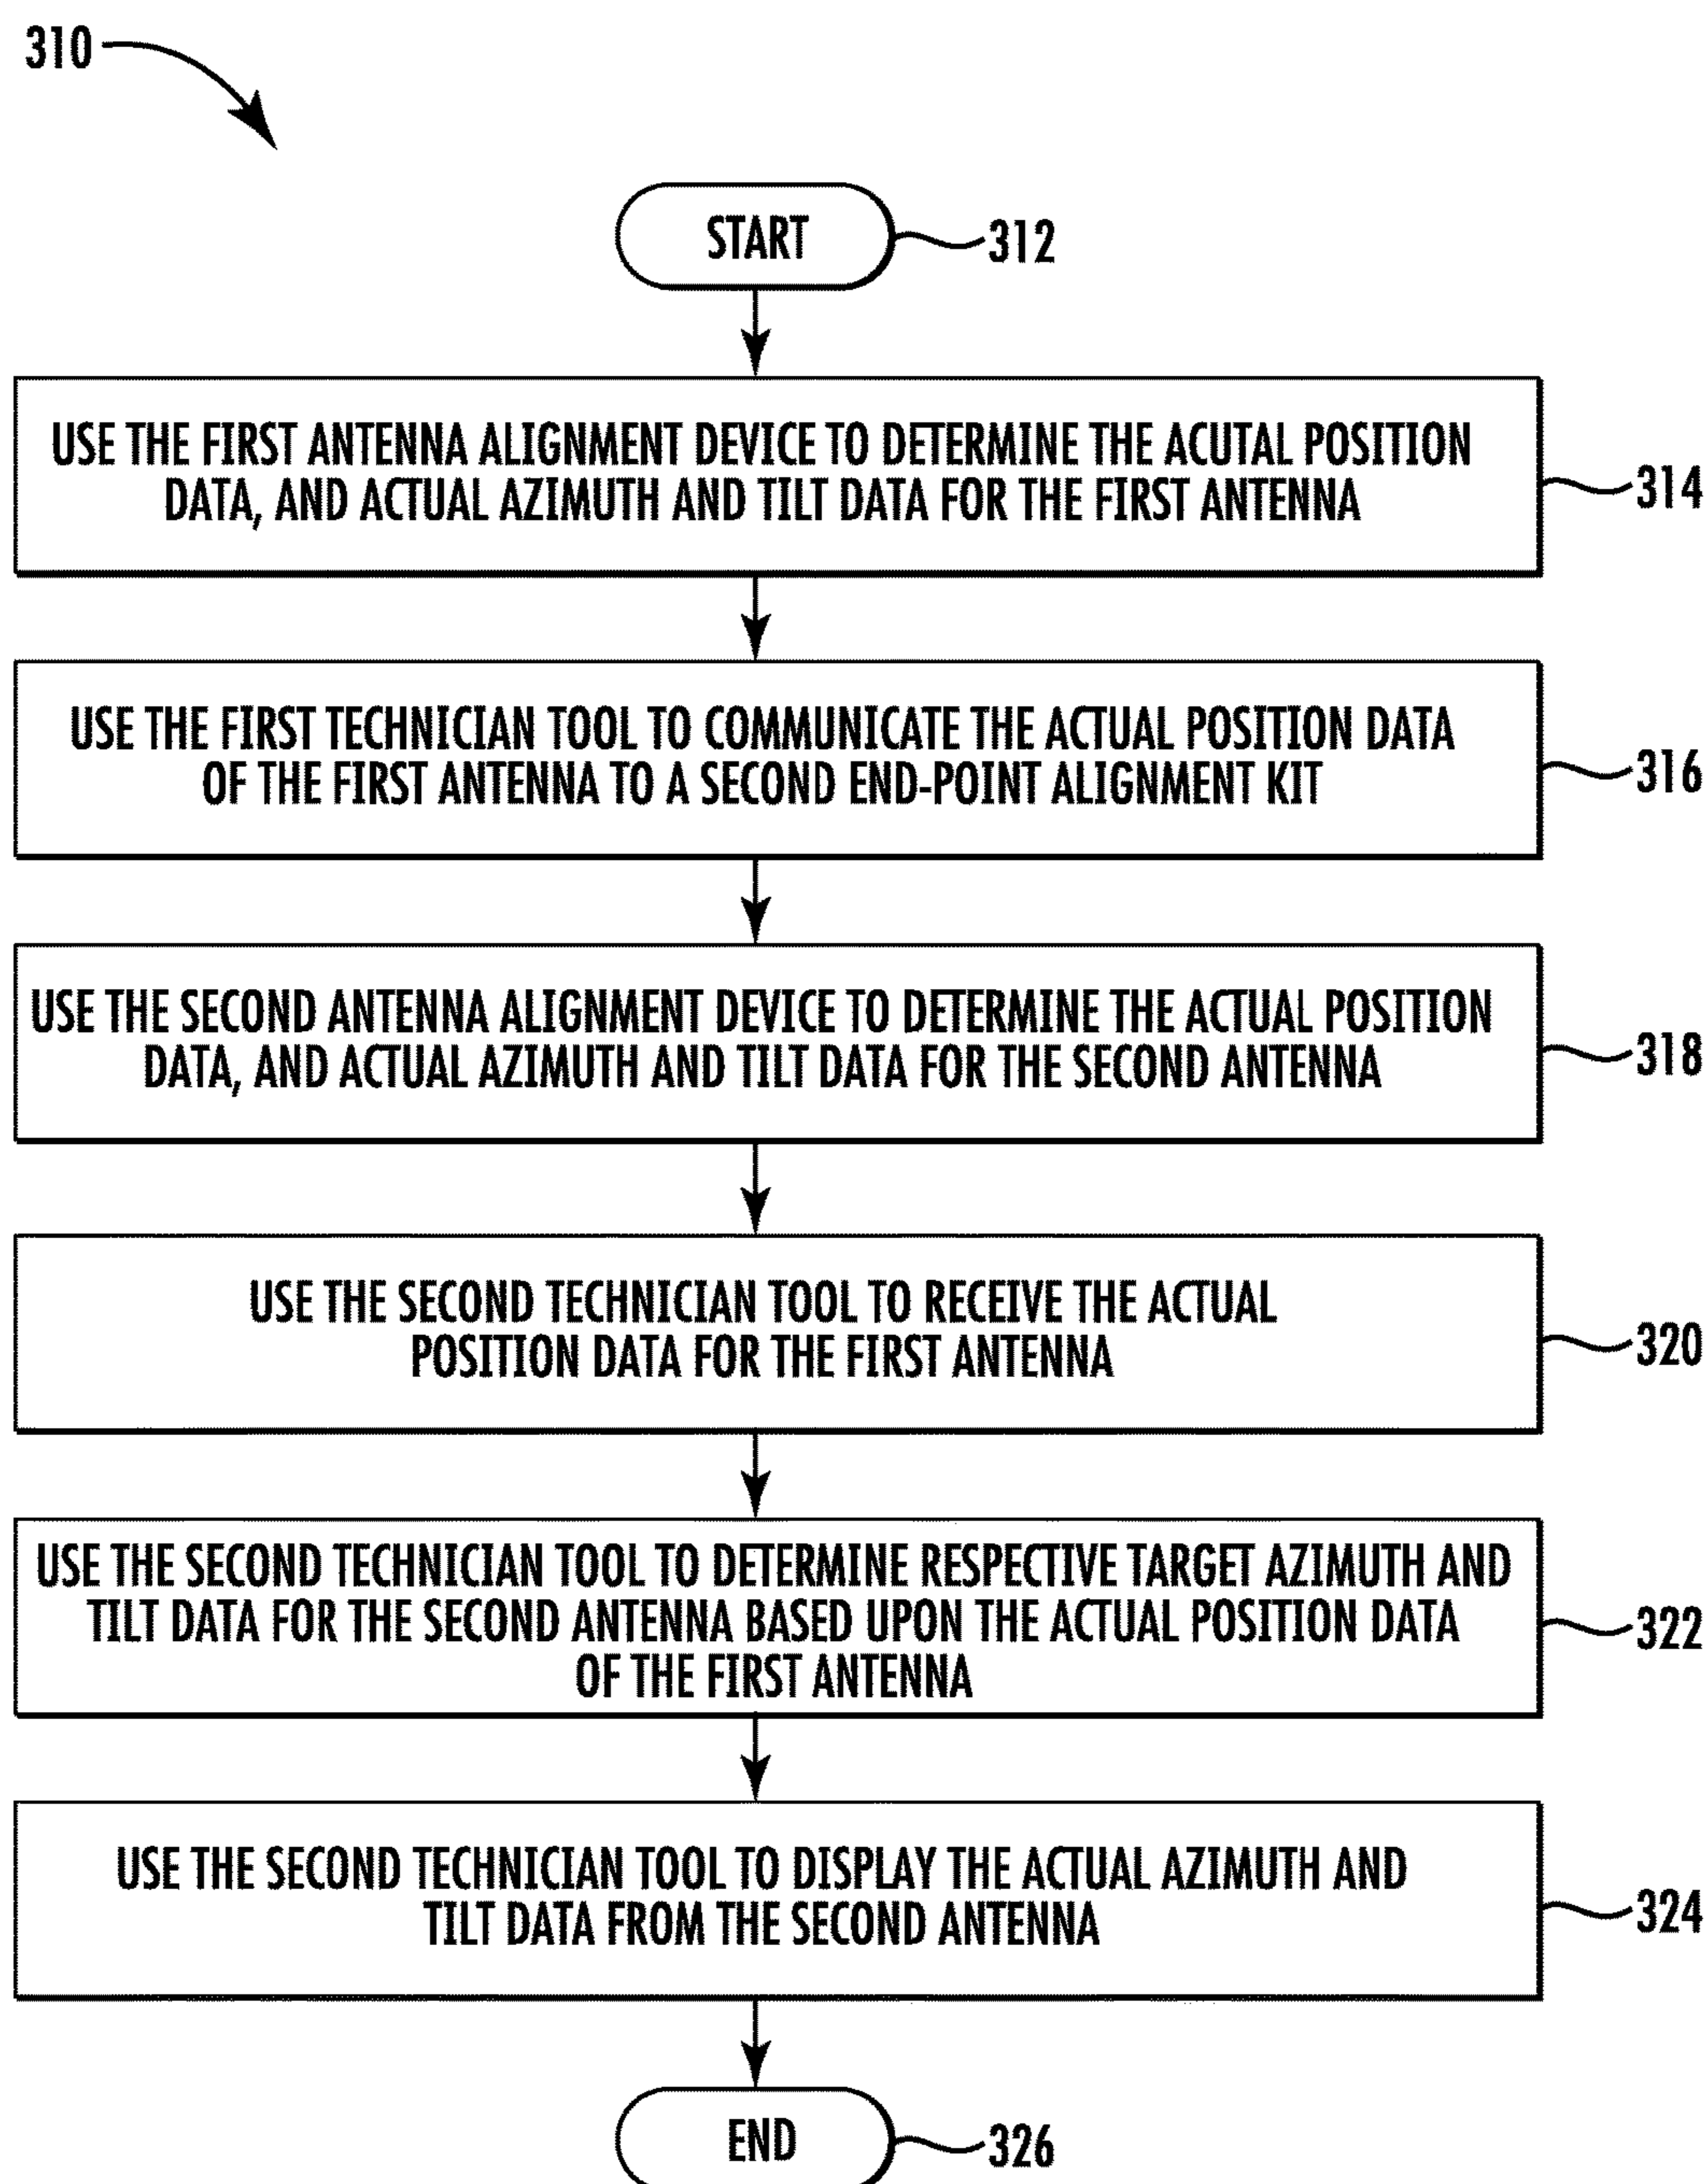 310
START
312
USE THE FIRST ANTENNA ALIGNMENT DEVICE TO DETERMINE THE ACUTAL POSITION
DATA, AND ACTUAL AZIMUTH AND TILT DATA FOR THE FIRST ANTENNA
314
USE THE FIRST TECHNICIAN TOOL TO COMMUNICATE THE ACTUAL POSITION DATA
OF THE FIRST ANTENNA TO A SECOND END-POINT ALIGNMENT KIT
316
USE THE SECOND ANTENNA ALIGNMENT DEVICE TO DETERMINE THE ACTUAL POSITION
DATA, AND ACTUAL AZIMUTH AND TILT DATA FOR THE SECOND ANTENNA
318
USE THE SECOND TECHNICIAN TOOL TO RECEIVE THE ACTUAL
POSITION DATA FOR THE FIRST ANTENNA
320
USE THE SECOND TECHNICIAN TOOL TO DETERMINE RESPECTIVE TARGET AZIMUTH AND
TILT DATA FOR THE SECOND ANTENNA BASED UPON THE ACTUAL POSITION DATA
OF THE FIRST ANTENNA
322
USE THE SECOND TECHNICIAN TOOL TO DISPLAY THE ACTUAL AZIMUTH AND
TILT DATA FROM THE SECOND ANTENNA
324
END
326